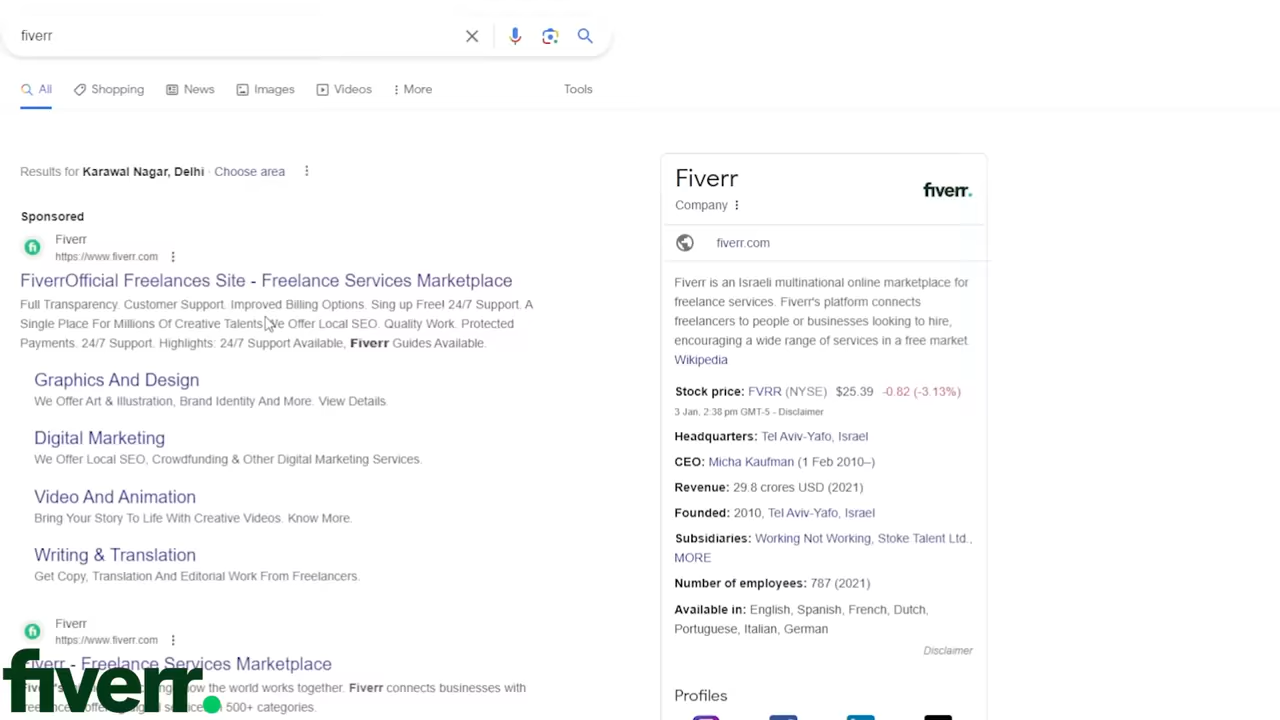 fiverr
All
Shopping
News
Images
Videos
More
Tools
Results for Karawal Nagar, Delhi · Choose area
Sponsored
Fiverr
https://www.fiverr.com
FiverrOfficial Freelances Site - Freelance Services Marketplace
Full Transparency. Customer Support. Improved Billing Options. Sing up Free! 24/7 Support. A
Single Place For Millions Of Creative Talents We Offer Local SEO. Quality Work. Protected
Payments. 24/7 Support. Highlights: 24/7 Support Available, Fiverr Guides Available.
Graphics And Design
We Offer Art & Illustration, Brand Identity And More. View Details.
Digital Marketing
We Offer Local SEO, Crowdfunding & Other Digital Marketing Services.
Video And Animation
Bring Your Story To Life With Creative Videos. Know More.
Writing & Translation
Get Copy, Translation And Editorial Work From Freelancers.
Fiverr
https://www.fiverr.com
Fiverr - Freelance Services Marketplace
how the world works together. Fiverr connects businesses with
500+ categories.
fiverr.
Fiverr
Company
fiverr.
fiverr.com
Fiverr is an Israeli multinational online marketplace for
freelance services. Fiverr's platform connects
freelancers to people or businesses looking to hire,
encouraging a wide range of services in a free market.
Wikipedia
Stock price: FVRR (NYSE) $25.39 -0.82 (-3.13%)
3 Jan, 2:38 pm GMT-5 - Disclaimer
Headquarters: Tel Aviv-Yafo, Israel
CEO: Micha Kaufman (1 Feb 2010–)
Revenue: 29.8 crores USD (2021)
Founded: 2010, Tel Aviv-Yafo, Israel
Subsidiaries: Working Not Working, Stoke Talent Ltd.,
MORE
Number of employees: 787 (2021)
Available in: English, Spanish, French, Dutch,
Portuguese, Italian, German
Disclaimer
Profiles